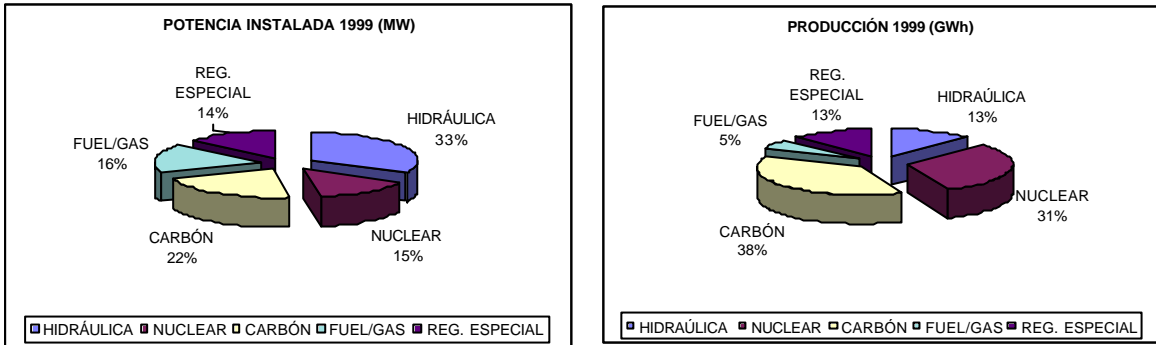 POTENCIA INSTALADA 1999 (MW)
REG.
ESPECIAL
14%
HIDRÁULICA
33%
FUEL/GAS
16%
CARBÓN
22%
NUCLEAR
15%
HIDRÁULICA NUCLEAR CARBÓN FUEL/GAS REG. ESPECIAL
PRODUCCIÓN 1999 (GWh)
REG.
ESPECIAL
13%
HIDRAÚLICA
13%
FUEL/GAS
5%
NUCLEAR
31%
CARBÓN
38%
HIDRAÚLICA NUCLEAR CARBÓN FUEL/GAS REG. ESPECIAL